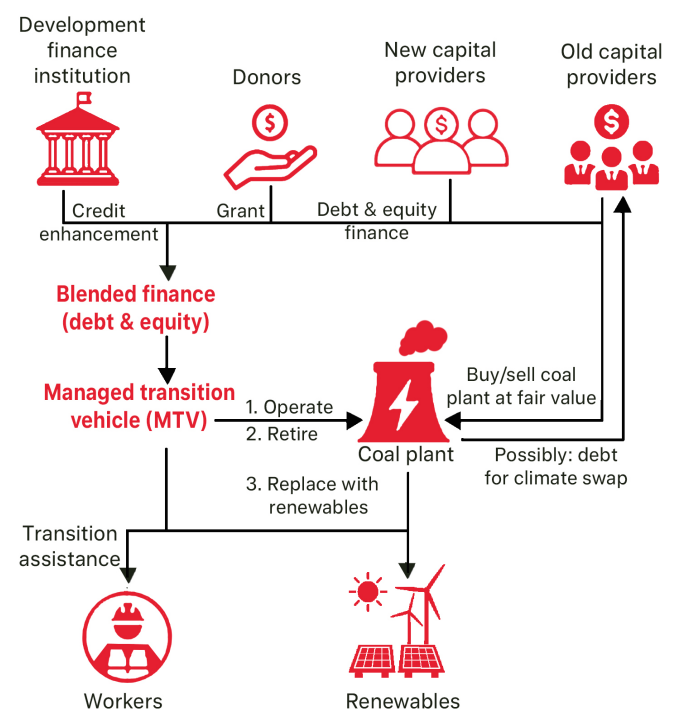 Development
finance
institution
Donors
New capital
providers
Old capital
providers
$
$
$
Credit
enhancement
Grant
Debt & equity
finance
Blended finance
(debt & equity)
Managed transition
vehicle (MTV)
1. Operate
2. Retire
Buy/sell coal
plant at fair value
Coal plant
Possibly: debt
for climate swap
3. Replace with
renewables
Transition
assistance
Workers
Renewables